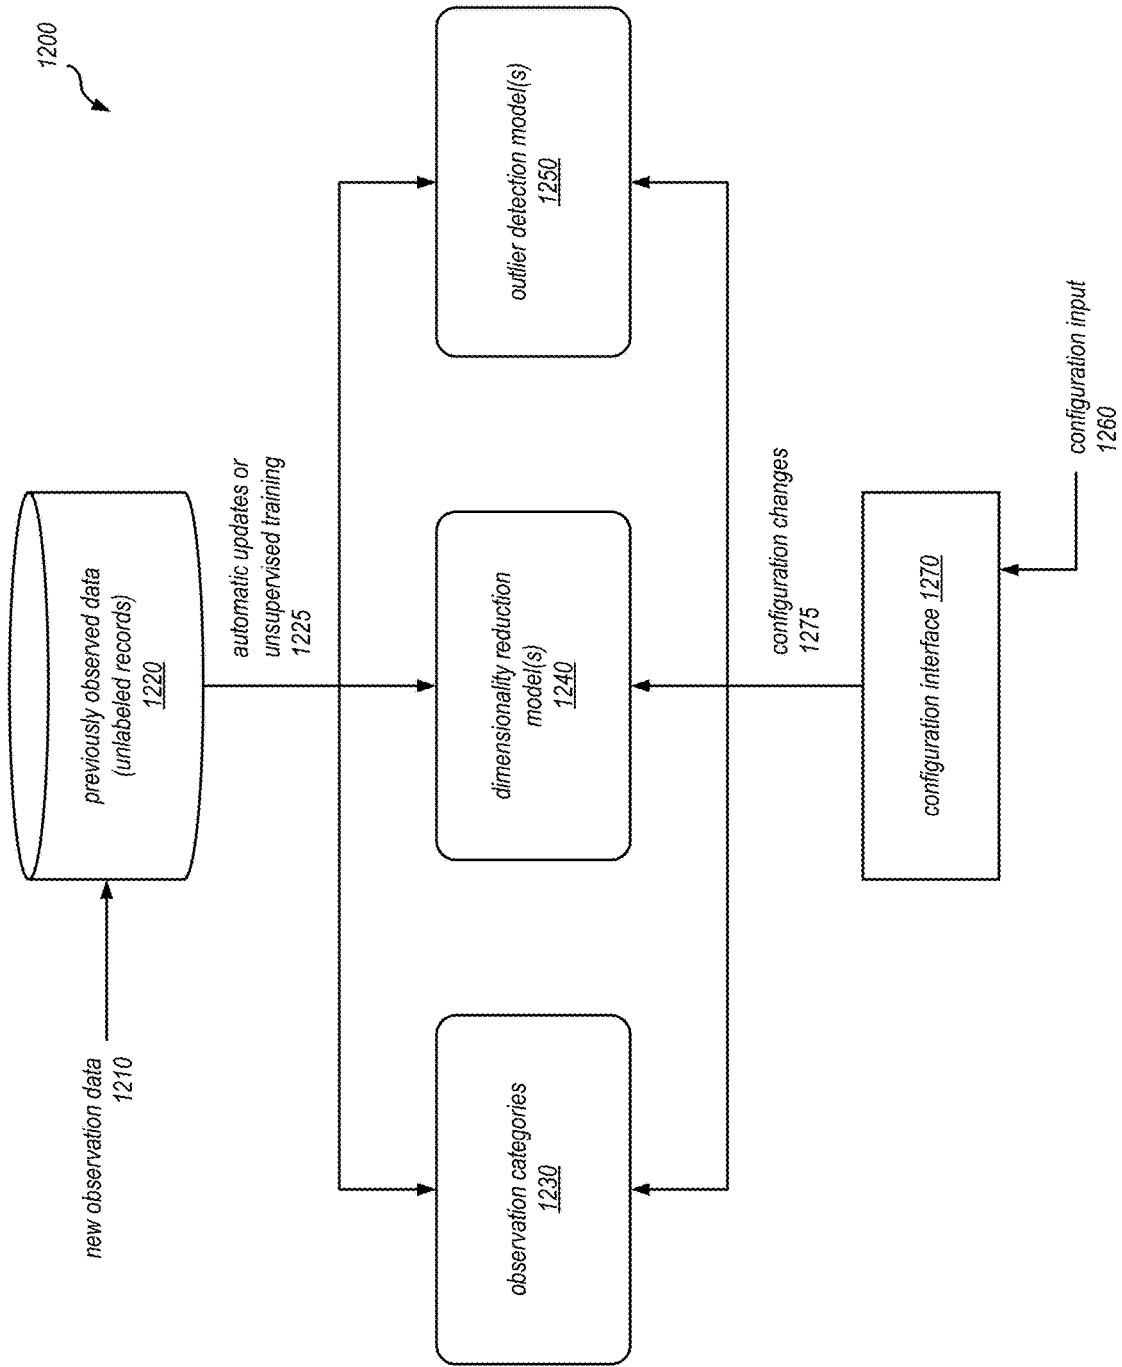 1200
new observation data
1210
previously observed data
(unlabeled records)
1220
automatic updates or
unsupervised training
1225
observation categories
1230
dimensionality reduction
model(s)
1240
outlier detection model(s)
1250
configuration changes
1275
configuration interface 1270
configuration input
1260